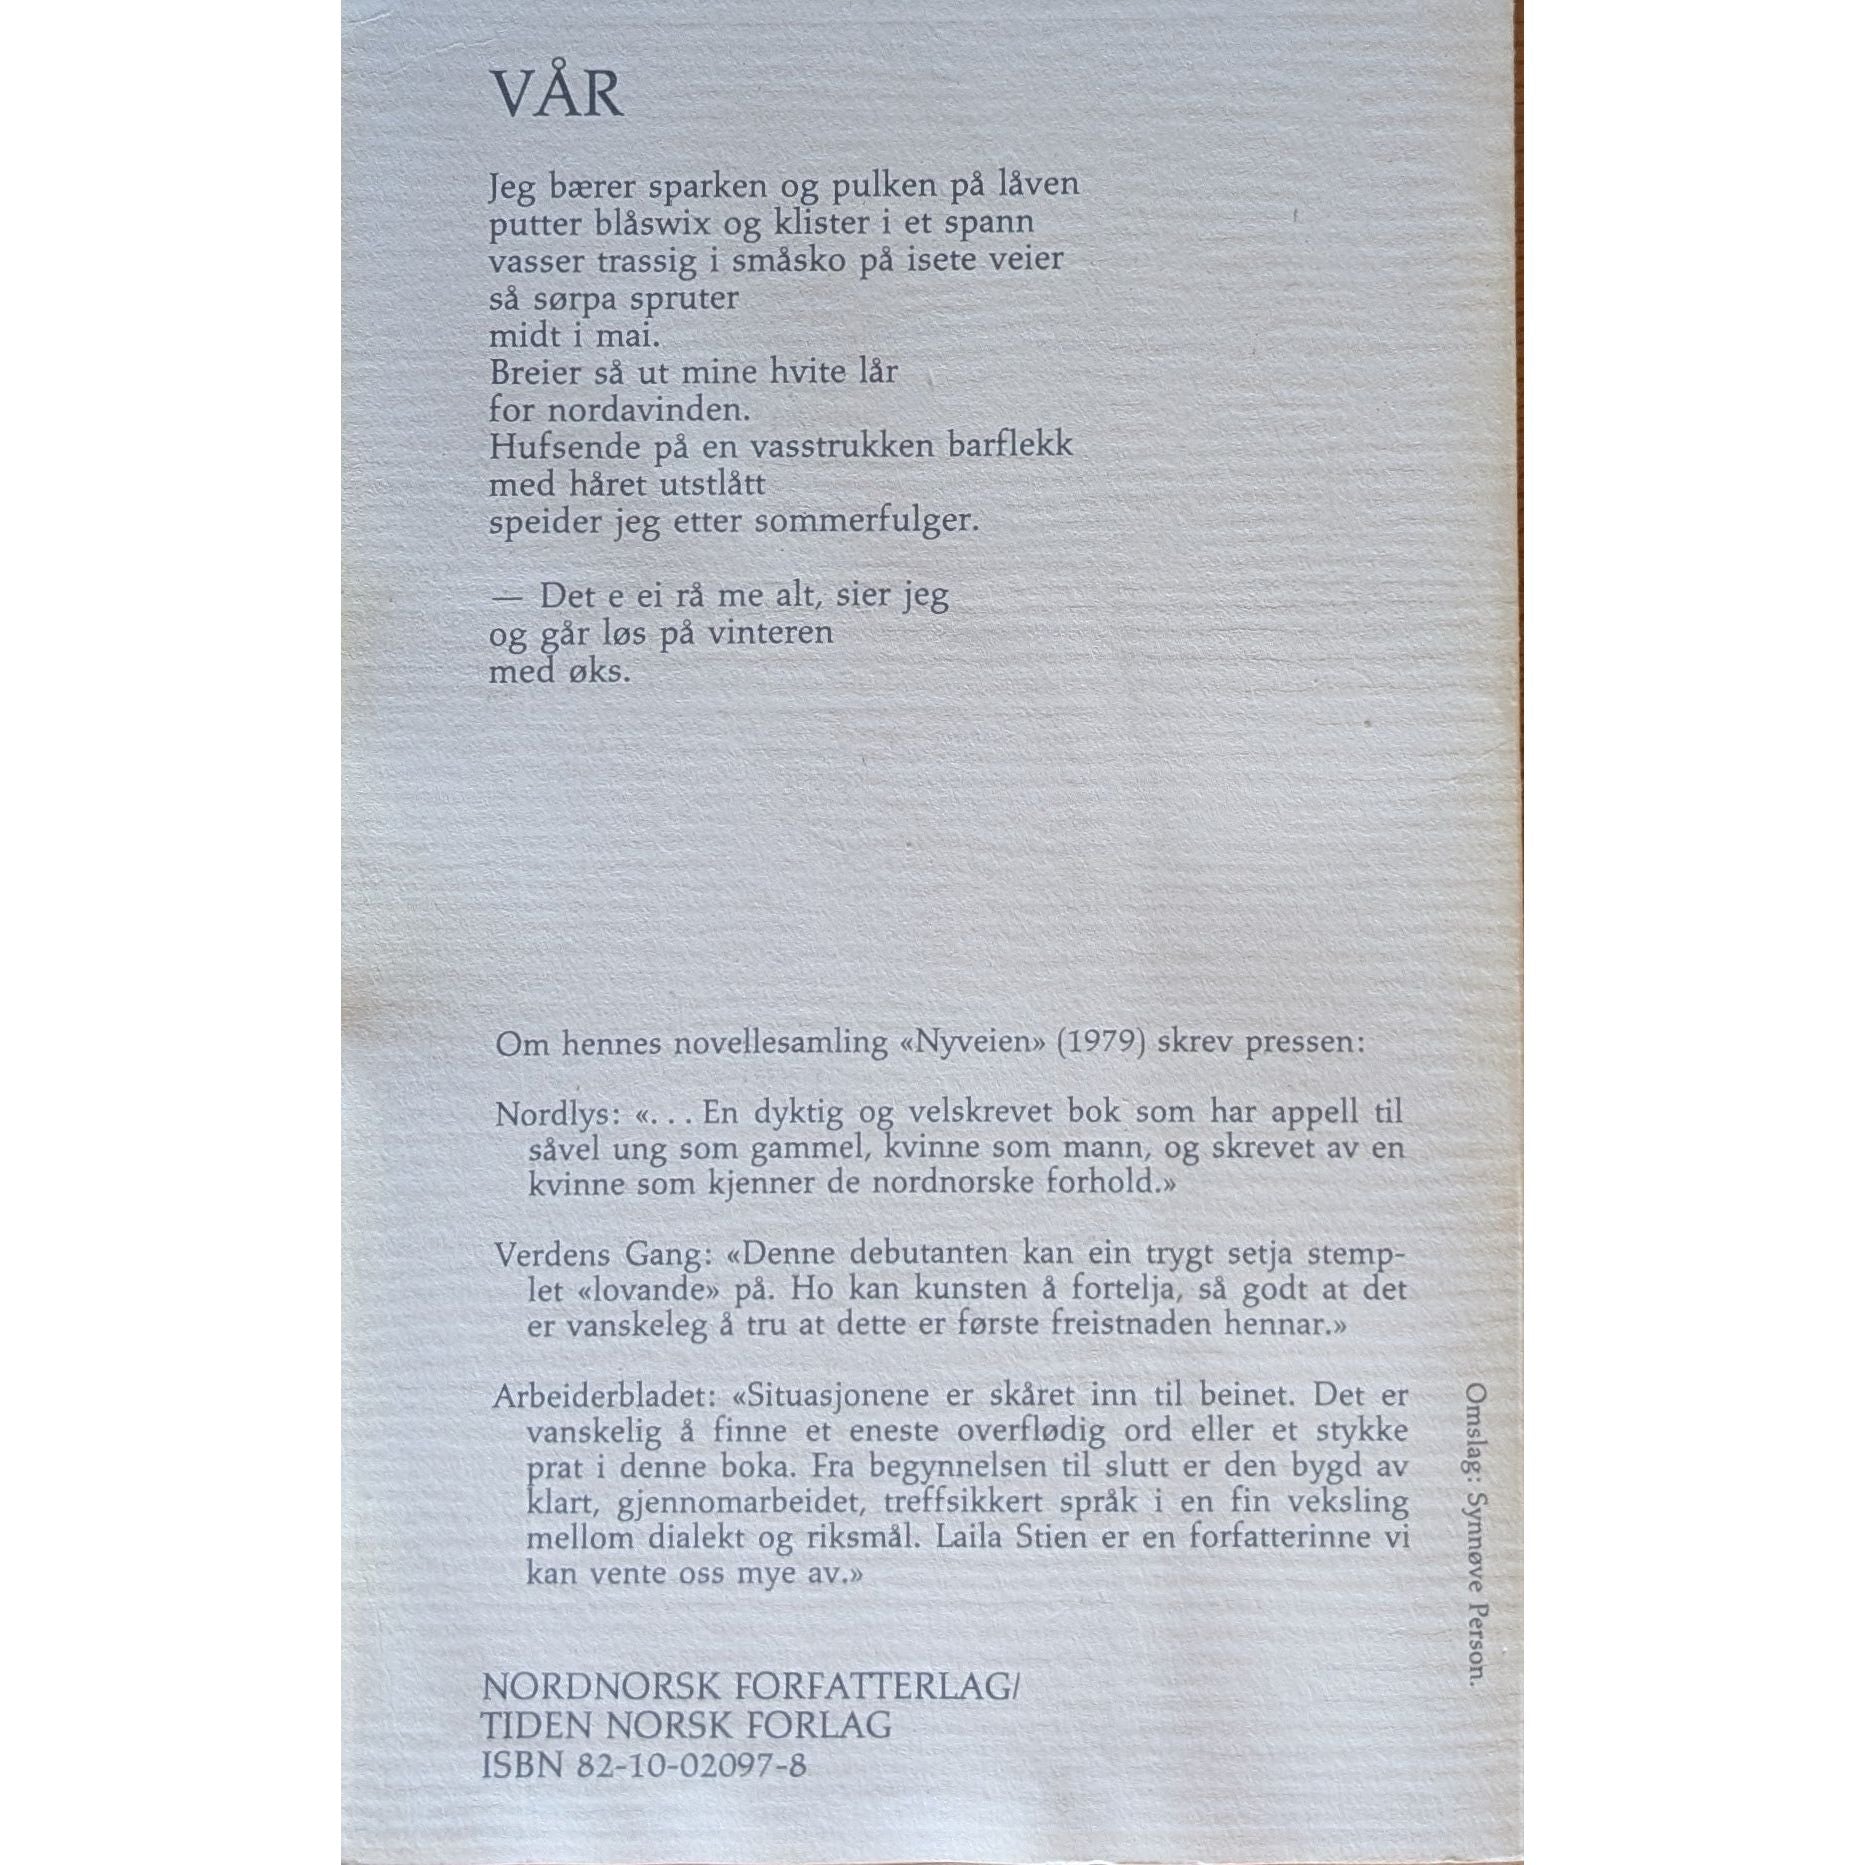 VÅR
Jeg bærer sparken og pulken på låven
putter blåswix og klister i et spann
vasser trassig i småsko på isete veier
så sørpa spruter
midt i mai.
Breier så ut mine hvite lår
for nordavinden.
Hufsende på en vasstrukken barflekk
med håret utstlått
speider jeg etter sommerfulger.
— Det e ei rå me alt, sier jeg
og går løs på vinteren
med øks.
Om hennes novellesamling «Nyveien» (1979) skrev pressen:
Nordlys: «. . . En dyktig og velskrevet bok som har appell til
såvel ung som gammel, kvinne som mann, og skrevet av en
kvinne som kjenner de nordnorske forhold.»
Verdens Gang: «Denne debutanten kan ein trygt setja stemp-
let «lovande» på. Ho kan kunsten å fortelja, så godt at det
er vanskeleg å tru at dette er første freistnaden hennar.»
Arbeiderbladet: «Situasjonene er skåret inn til beinet. Det er
vanskelig å finne et eneste overflødig ord eller et stykke
prat i denne boka. Fra begynnelsen til slutt er den bygd av
klart, gjennomarbeidet, treffsikkert språk i en fin veksling
mellom dialekt og riksmål. Laila Stien er en forfatterinne vi
kan vente oss mye av.»
Omslag: Synnøve Person.
NORDNORSK FORFATTERLAG/
TIDEN NORSK FORLAG
ISBN 82-10-02097-8